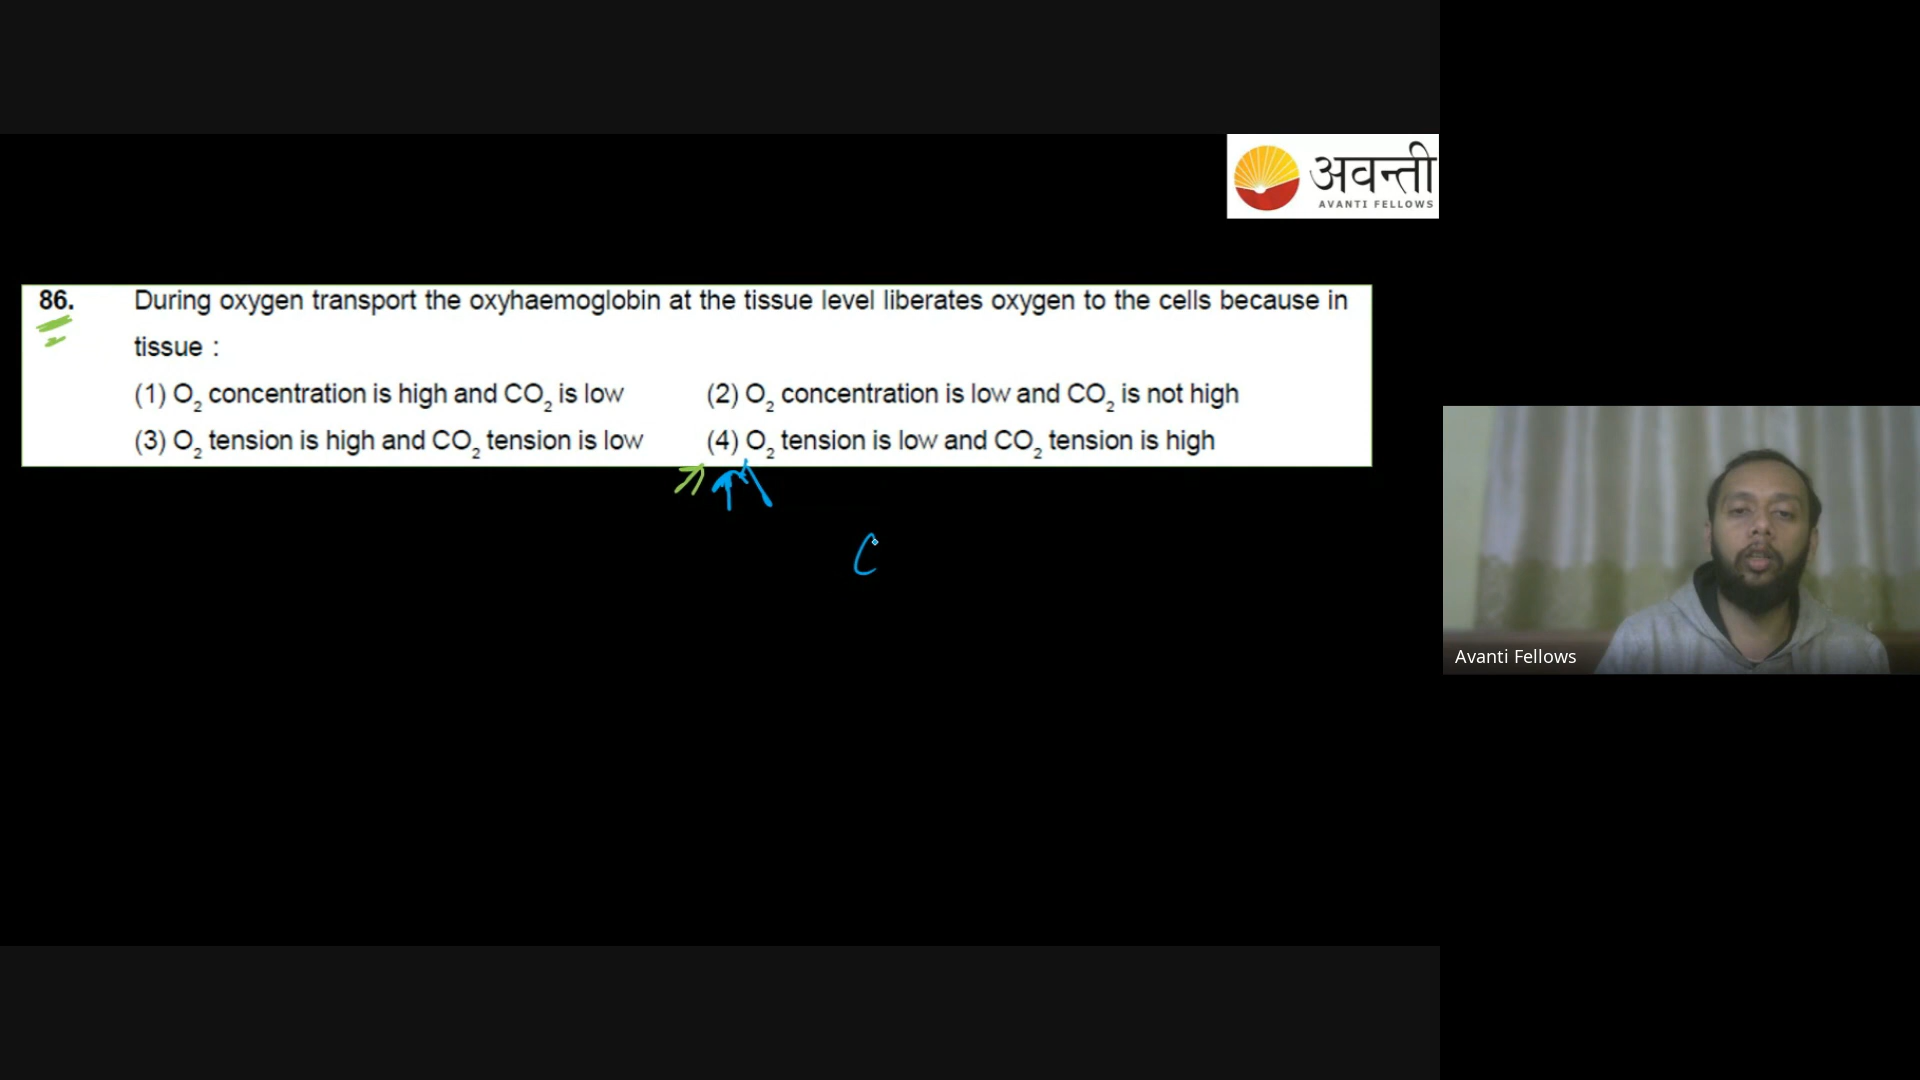 अवन्ती
AVANTI FELLOWS
86. During oxygen transport the oxyhaemoglobin at the tissue level liberates oxygen to the cells because in
tissue :
(1) O₂ concentration is high and CO₂ is low (2) O₂ concentration is low and CO₂ is not high
(3) O₂ tension is high and CO₂ tension is low (4) O₂ tension is low and CO₂ tension is high
C
Avanti Fellows